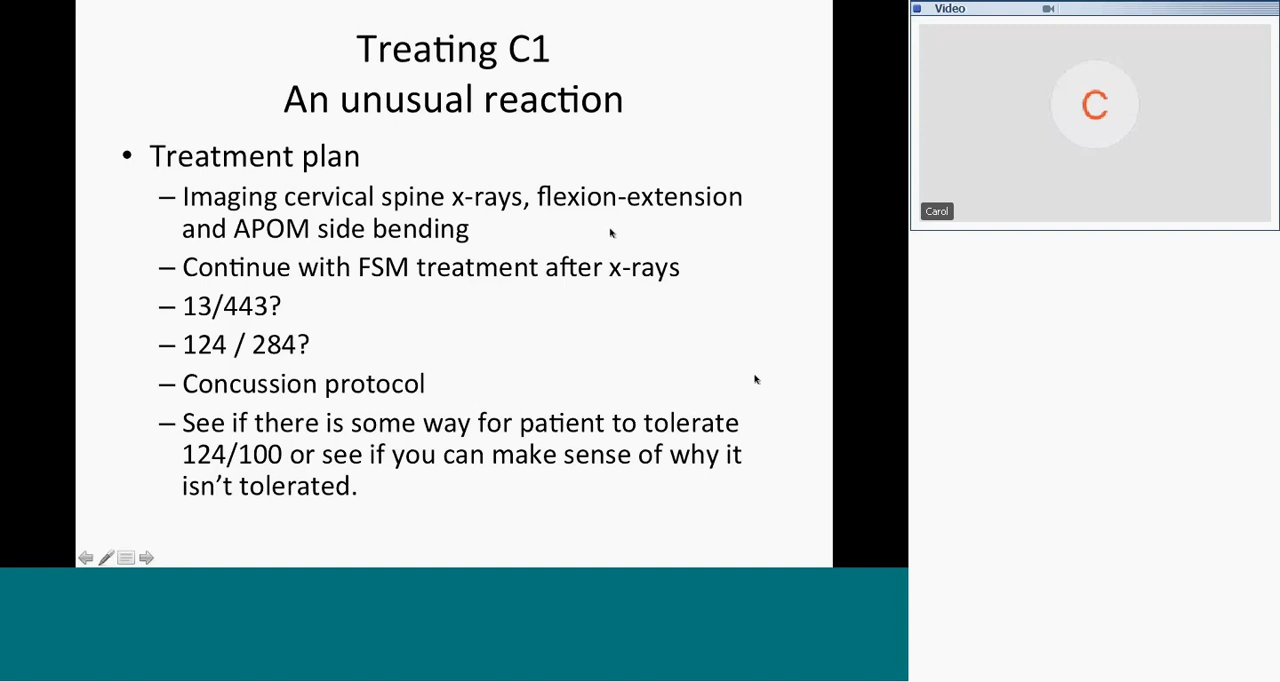 Treating C1
An unusual reaction
• Treatment plan
– Imaging cervical spine x-rays, flexion-extension
and APOM side bending
– Continue with FSM treatment after x-rays
– 13/443?
– 124 / 284?
– Concussion protocol
– See if there is some way for patient to tolerate
124/100 or see if you can make sense of why it
isn’t tolerated.
Video
C
Carol